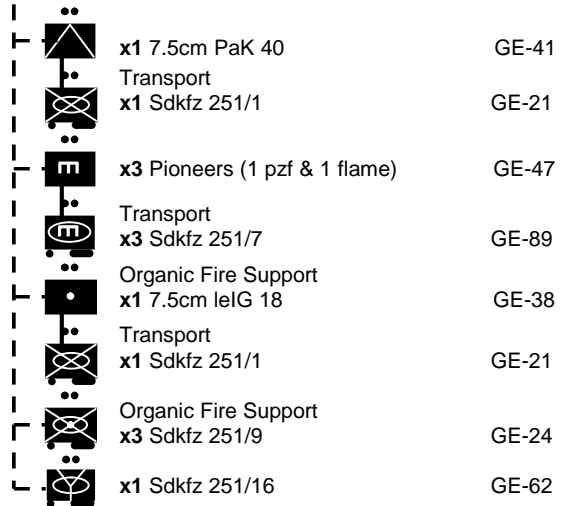 x1 7.5cm PaK 40 GE-41
Transport
x1 Sdkfz 251/1 GE-21
x3 Pioneers (1 pzf & 1 flame) GE-47
Transport
x3 Sdkfz 251/7 GE-89
Organic Fire Support
x1 7.5cm leIG 18 GE-38
Transport
x1 Sdkfz 251/1 GE-21
Organic Fire Support
x3 Sdkfz 251/9 GE-24
x1 Sdkfz 251/16 GE-62